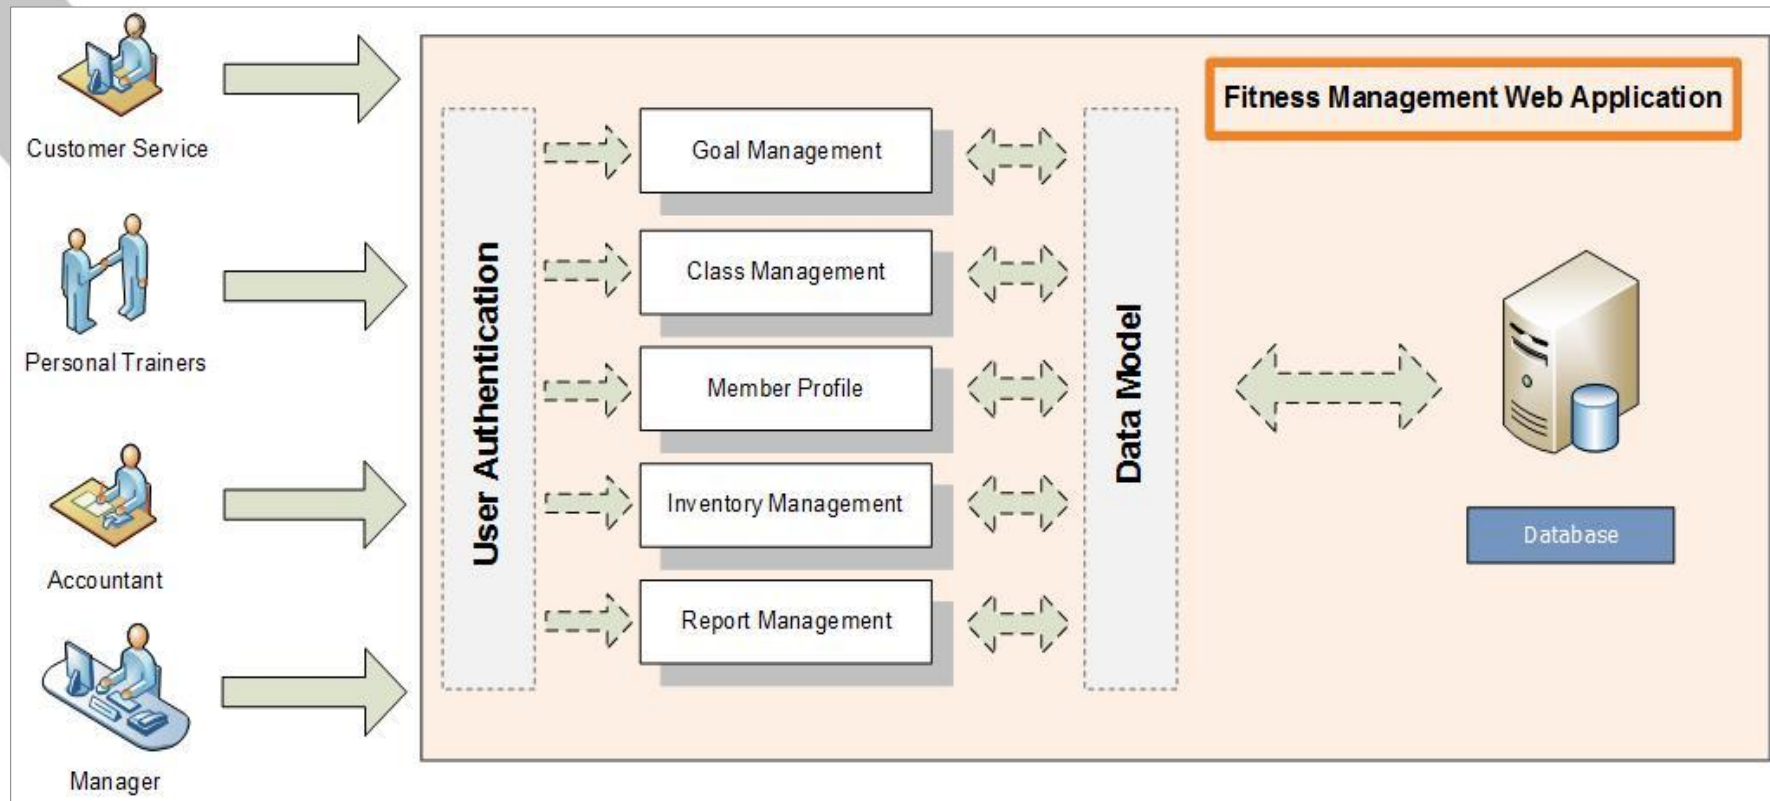 Customer Service
Personal Trainers
Accountant
Manager
User Authentication
Goal Management
Class Management
Member Profile
Inventory Management
Report Management
Data Model
Fitness Management Web Application
Database